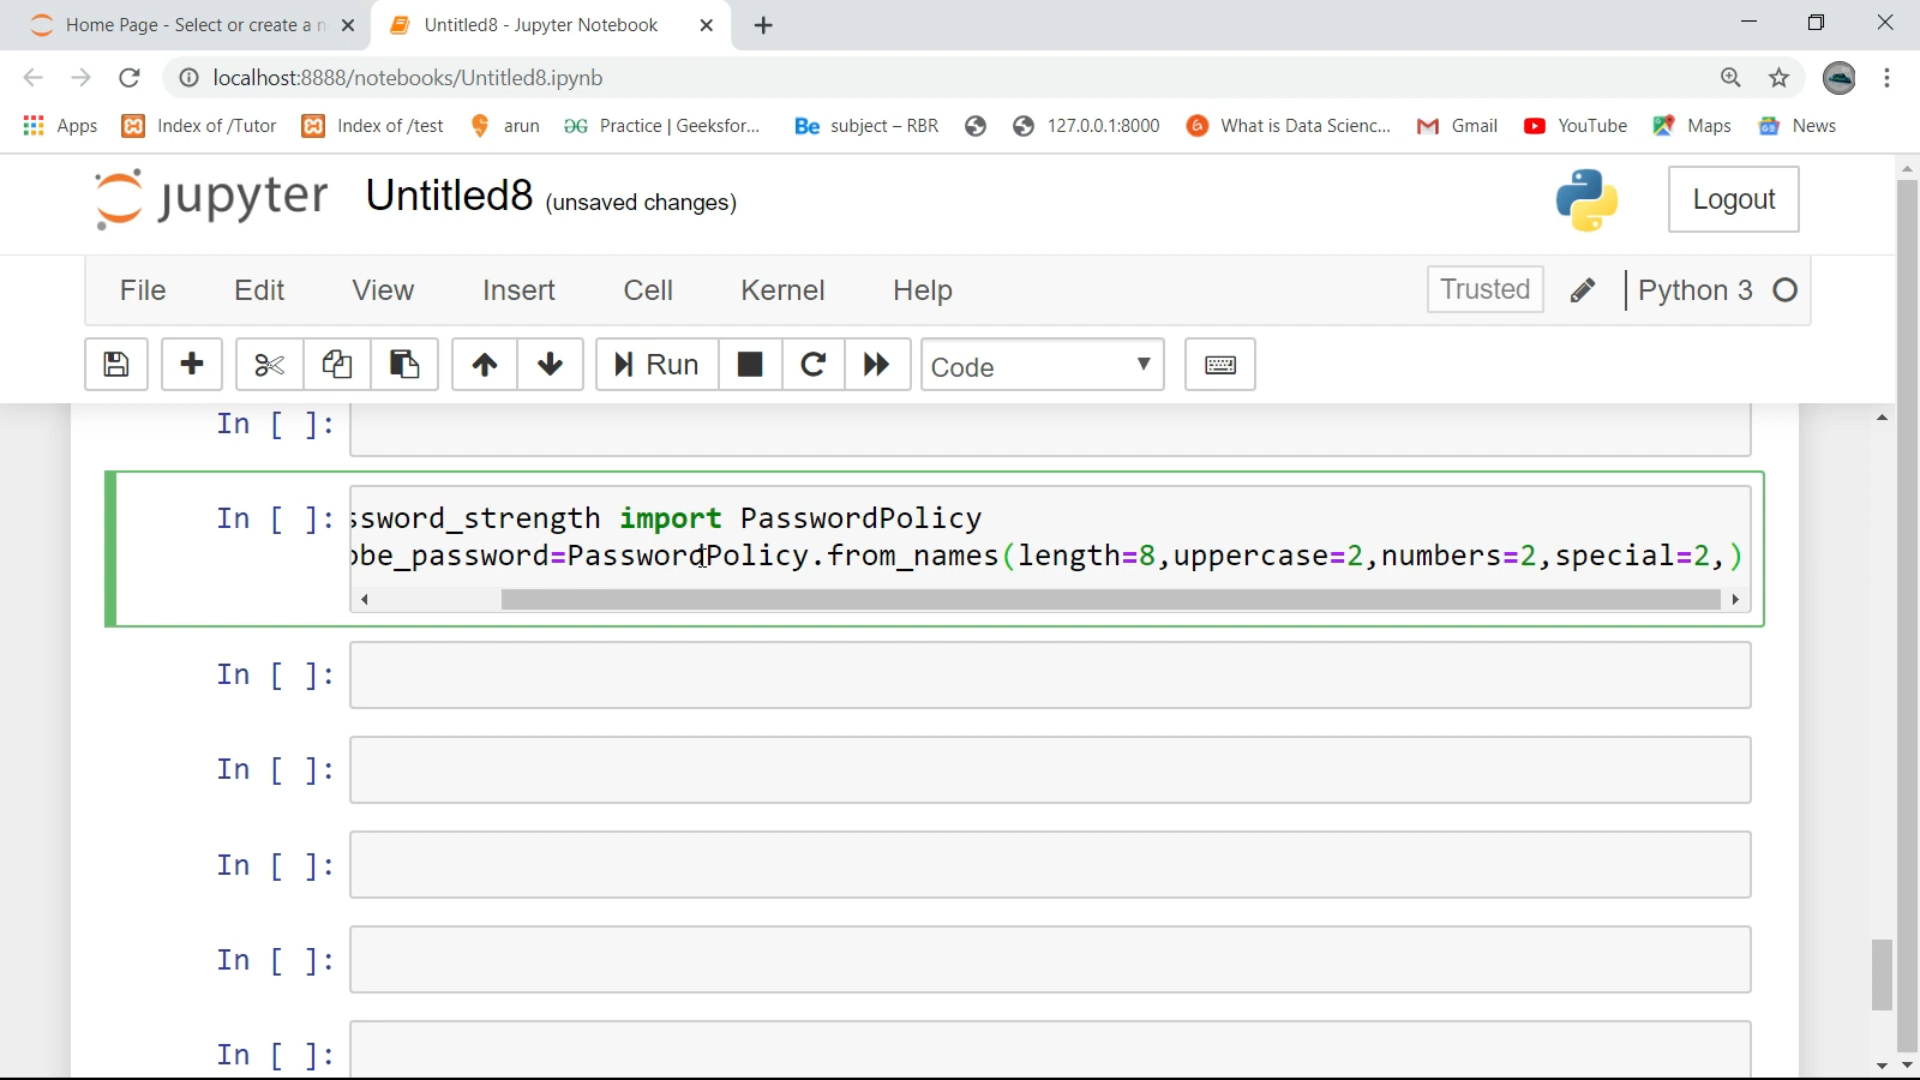 Home Page - Select or create a n
Untitled8 - Jupyter Notebook
localhost:8888/notebooks/Untitled8.ipynb
Apps Index of /Tutor Index of /test arun Practice | Geeksfor... Be subject – RBR 127.0.0.1:8000 What is Data Scienc... Gmail YouTube Maps News
jupyter Untitled8 (unsaved changes) Logout
File Edit View Insert Cell Kernel Help Trusted Python 3
Run Code
In [ ]:
In [ ]: ssword_strength import PasswordPolicy
obe_password=PasswordPolicy.from_names(length=8,uppercase=2,numbers=2,special=2,)
In [ ]:
In [ ]:
In [ ]:
In [ ]:
In [ ]: